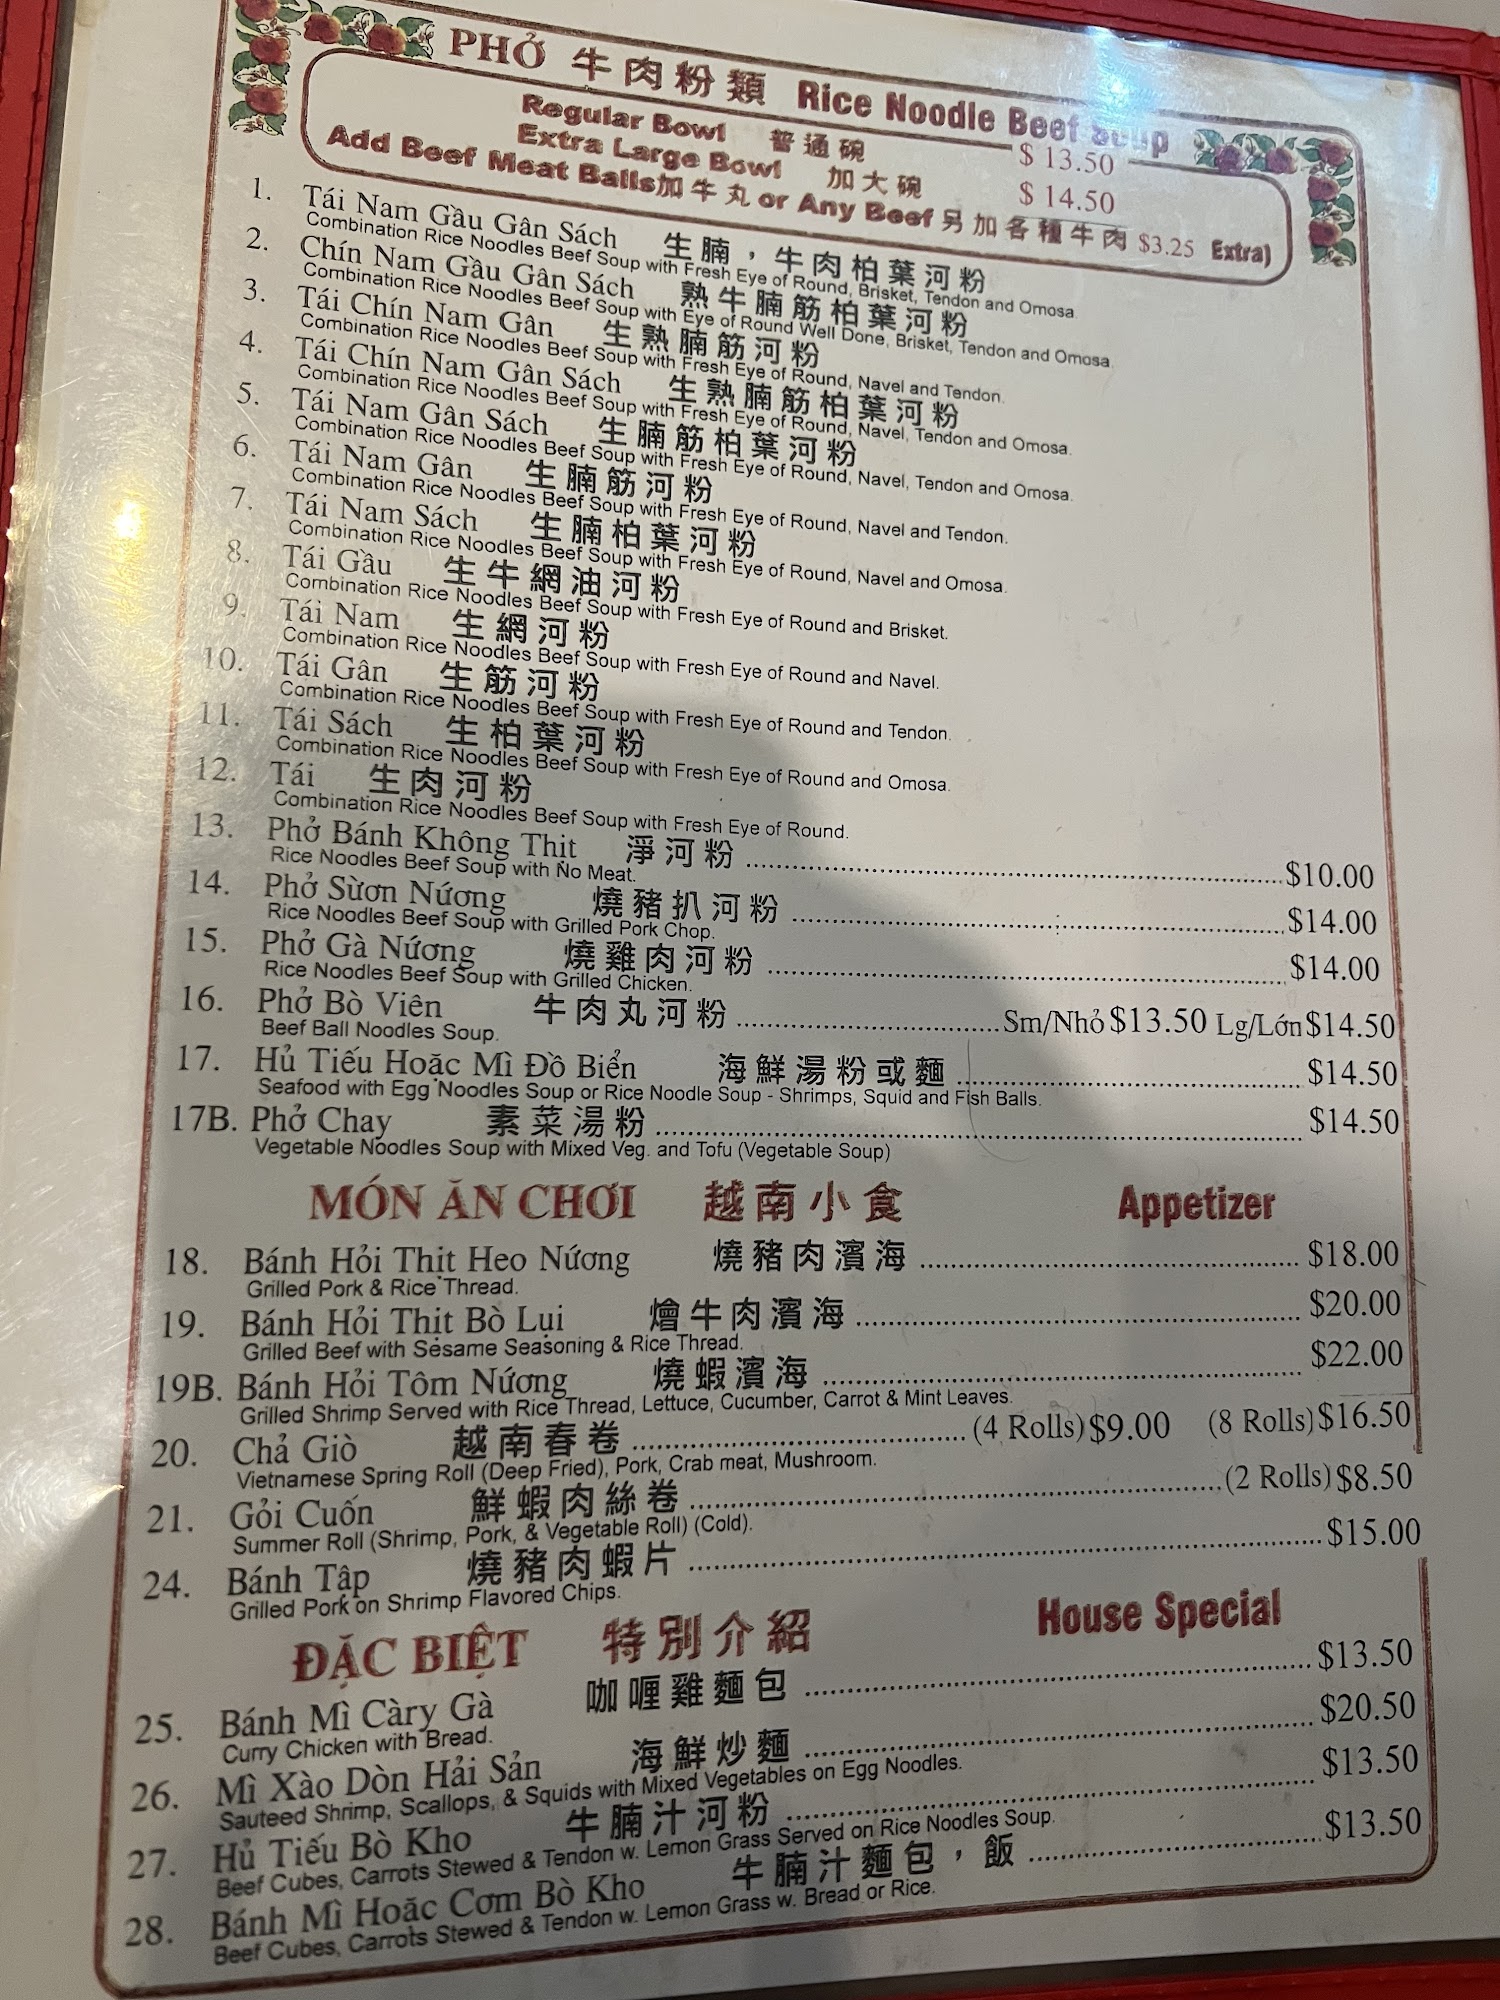 PHỞ 牛肉粉類 Rice Noodle Beef Soup
Regular Bowl 普通碗 $ 13.50
Extra Large Bowl 加大碗 $ 14.50
Add Beef Meat Balls加牛丸 or Any Beef 另加各種牛肉 $3.25 Extra)
1. Tái Nam Gầu Gân Sách 生腩，牛肉柏葉河粉
Combination Rice Noodles Beef Soup with Fresh Eye of Round, Brisket, Tendon and Omosa.
2. Chín Nam Gầu Gân Sách 熟牛腩筋柏葉河粉
Combination Rice Noodles Beef Soup with Eye of Round Well Done, Brisket, Tendon and Omosa
3. Tái Chín Nam Gân 生熟腩筋河粉
Combination Rice Noodles Beef Soup with Fresh Eye of Round, Navel and Tendon.
4. Tái Chín Nam Gân Sách 生熟腩筋柏葉河粉
Combination Rice Noodles Beef Soup with Fresh Eye of Round, Navel, Tendon and Omosa.
5. Tái Nam Gân Sách 生腩筋柏葉河粉
Combination Rice Noodles Beef Soup with Fresh Eye of Round, Navel, Tendon and Omosa.
6. Tái Nam Gân 生腩筋河粉
Combination Rice Noodles Beef Soup with Fresh Eye of Round, Navel and Tendon.
7. Tái Nam Sách 生腩柏葉河粉
Combination Rice Noodles Beef Soup with Fresh Eye of Round, Navel and Omosa.
8. Tái Gầu 生牛網油河粉
Combination Rice Noodles Beef Soup with Fresh Eye of Round and Brisket.
9. Tái Nam 生網河粉
Combination Rice Noodles Beef Soup with Fresh Eye of Round and Navel.
10. Tái Gân 生筋河粉
Combination Rice Noodles Beef Soup with Fresh Eye of Round and Tendon.
11. Tái Sách 生柏葉河粉
Combination Rice Noodles Beef Soup with Fresh Eye of Round and Omosa.
12. Tái 生肉河粉
Combination Rice Noodles Beef Soup with Fresh Eye of Round.
13. Phở Bánh Không Thịt 淨河粉 $10.00
Rice Noodles Beef Soup with No Meat.
14. Phở Sừơn Nứơng 燒豬扒河粉 $14.00
Rice Noodles Beef Soup with Grilled Pork Chop.
15. Phở Gà Nứơng 燒雞肉河粉 $14.00
Rice Noodles Beef Soup with Grilled Chicken.
16. Phở Bò Viên 牛肉丸河粉 Sm/Nhỏ $13.50 Lg/Lớn $14.50
Beef Ball Noodles Soup.
17. Hủ Tiếu Hoặc Mì Đồ Biển 海鮮湯粉或麵 $14.50
Seafood with Egg Noodles Soup or Rice Noodle Soup - Shrimps, Squid and Fish Balls.
17B. Phở Chay 素菜湯粉 $14.50
Vegetable Noodles Soup with Mixed Veg. and Tofu (Vegetable Soup)
MÓN ĂN CHƠI 越南小食 Appetizer
18. Bánh Hỏi Thịt Heo Nứơng 燒豬肉濱海 $18.00
Grilled Pork & Rice Thread.
19. Bánh Hỏi Thịt Bò Lụi 燴牛肉濱海 $20.00
Grilled Beef with Sesame Seasoning & Rice Thread.
19B. Bánh Hỏi Tôm Nứơng 燒蝦濱海 $22.00
Grilled Shrimp Served with Rice Thread, Lettuce, Cucumber, Carrot & Mint Leaves.
20. Chả Giò 越南春卷 (4 Rolls) $9.00 (8 Rolls) $16.50
Vietnamese Spring Roll (Deep Fried), Pork, Crab meat, Mushroom.
21. Gỏi Cuốn 鮮蝦肉絲卷 (2 Rolls) $8.50
Summer Roll (Shrimp, Pork, & Vegetable Roll) (Cold).
24. Bánh Tập 燒豬肉蝦片 $15.00
Grilled Pork on Shrimp Flavored Chips.
ĐẶC BIỆT 特別介紹 House Special
25. Bánh Mì Càry Gà 咖喱雞麵包 $13.50
Curry Chicken with Bread.
26. Mì Xào Dòn Hải Sản 海鮮炒麵 $20.50
Sauteed Shrimp, Scallops, & Squids with Mixed Vegetables on Egg Noodles.
27. Hủ Tiếu Bò Kho 牛腩汁河粉 $13.50
Beef Cubes, Carrots Stewed & Tendon w. Lemon Grass Served on Rice Noodles Soup.
28. Bánh Mì Hoặc Cơm Bò Kho 牛腩汁麵包，飯 $13.50
Beef Cubes, Carrots Stewed & Tendon w. Lemon Grass w. Bread or Rice.